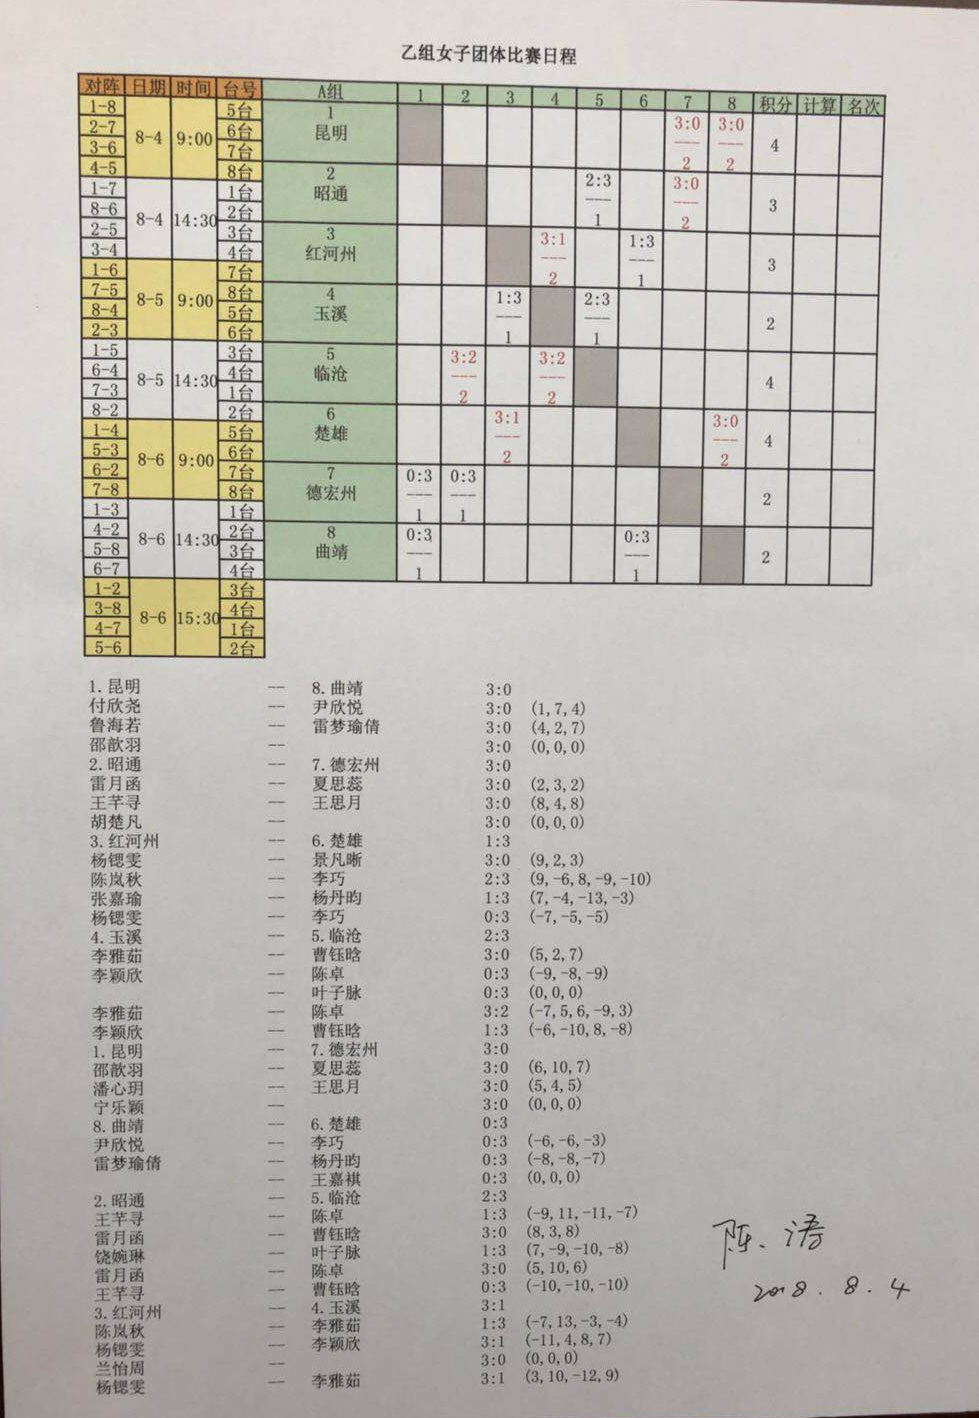 乙组女子团体比赛日程
对阵 日期 时间 台号 A组 1 2 3 4 5 6 7 8 积分 计算 名次
1-8 8-4 9:00 5台
2-7 6台
3-6 7台
4-5 8台
1-7 8-4 14:30 1台
8-6 2台
2-5 3台
3-4 4台
1-6 8-5 9:00 7台
7-5 8台
8-4 5台
2-3 6台
1-5 8-5 14:30 3台
6-4 4台
7-3 1台
8-2 2台
1-4 8-6 9:00 5台
5-3 6台
6-2 7台
7-8 8台
1-3 8-6 14:30 1台
4-2 2台
5-8 3台
6-7 4台
1-2 8-6 15:30 3台
3-8 4台
4-7 1台
5-6 2台
1 3:0 3:0
昆明 --- --- 4
2 2
2 2:3 3:0
昭通 --- --- 3
1 2
3 3:1 1:3
红河州 --- --- 3
2 1
4 1:3 2:3
玉溪 --- --- 2
1 1
5 3:2 3:2
临沧 --- --- 4
2 2
6 3:1 3:0
楚雄 --- --- 4
2 2
7 0:3 0:3
德宏州 --- --- 2
1 1
8 0:3 0:3
曲靖 --- --- 2
1 1
1.昆明 -- 8.曲靖 3:0
付欣尧 -- 尹欣悦 3:0 (1,7,4)
鲁海若 -- 雷梦瑜倩 3:0 (4,2,7)
邵歆羽 -- 3:0 (0,0,0)
2.昭通 -- 7.德宏州 3:0
雷月函 -- 夏思蕊 3:0 (2,3,2)
王芊寻 -- 王思月 3:0 (8,4,8)
胡楚凡 -- 3:0 (0,0,0)
3.红河州 -- 6.楚雄 1:3
杨锶雯 -- 景凡晰 3:0 (9,2,3)
陈岚秋 -- 李巧 2:3 (9,-6,8,-9,-10)
张嘉瑜 -- 杨丹昀 1:3 (7,-4,-13,-3)
杨锶雯 -- 李巧 0:3 (-7,-5,-5)
4.玉溪 -- 5.临沧 2:3
李雅茹 -- 曹钰晗 3:0 (5,2,7)
李颖欣 -- 陈卓 0:3 (-9,-8,-9)
-- 叶子脉 0:3 (0,0,0)
李雅茹 -- 陈卓 3:2 (-7,5,6,-9,3)
李颖欣 -- 曹钰晗 1:3 (-6,-10,8,-8)
1.昆明 -- 7.德宏州 3:0
邵歆羽 -- 夏思蕊 3:0 (6,10,7)
潘心玥 -- 王思月 3:0 (5,4,5)
宁乐颖 -- 3:0 (0,0,0)
8.曲靖 -- 6.楚雄 0:3
尹欣悦 -- 李巧 0:3 (-6,-6,-3)
雷梦瑜倩 -- 杨丹昀 0:3 (-8,-8,-7)
-- 王嘉祺 0:3 (0,0,0)
2.昭通 -- 5.临沧 2:3
王芊寻 -- 陈卓 1:3 (-9,11,-11,-7)
雷月函 -- 曹钰晗 3:0 (8,3,8)
饶婉琳 -- 叶子脉 1:3 (7,-9,-10,-8)
雷月函 -- 陈卓 3:0 (5,10,6)
王芊寻 -- 曹钰晗 0:3 (-10,-10,-10)
3.红河州 -- 4.玉溪 3:1
陈岚秋 -- 李雅茹 1:3 (-7,13,-3,-4)
杨锶雯 -- 李颖欣 3:1 (-11,4,8,7)
兰怡周 -- 3:0 (0,0,0)
杨锶雯 -- 李雅茹 3:1 (3,10,-12,9)
陈、语
2018.8.4